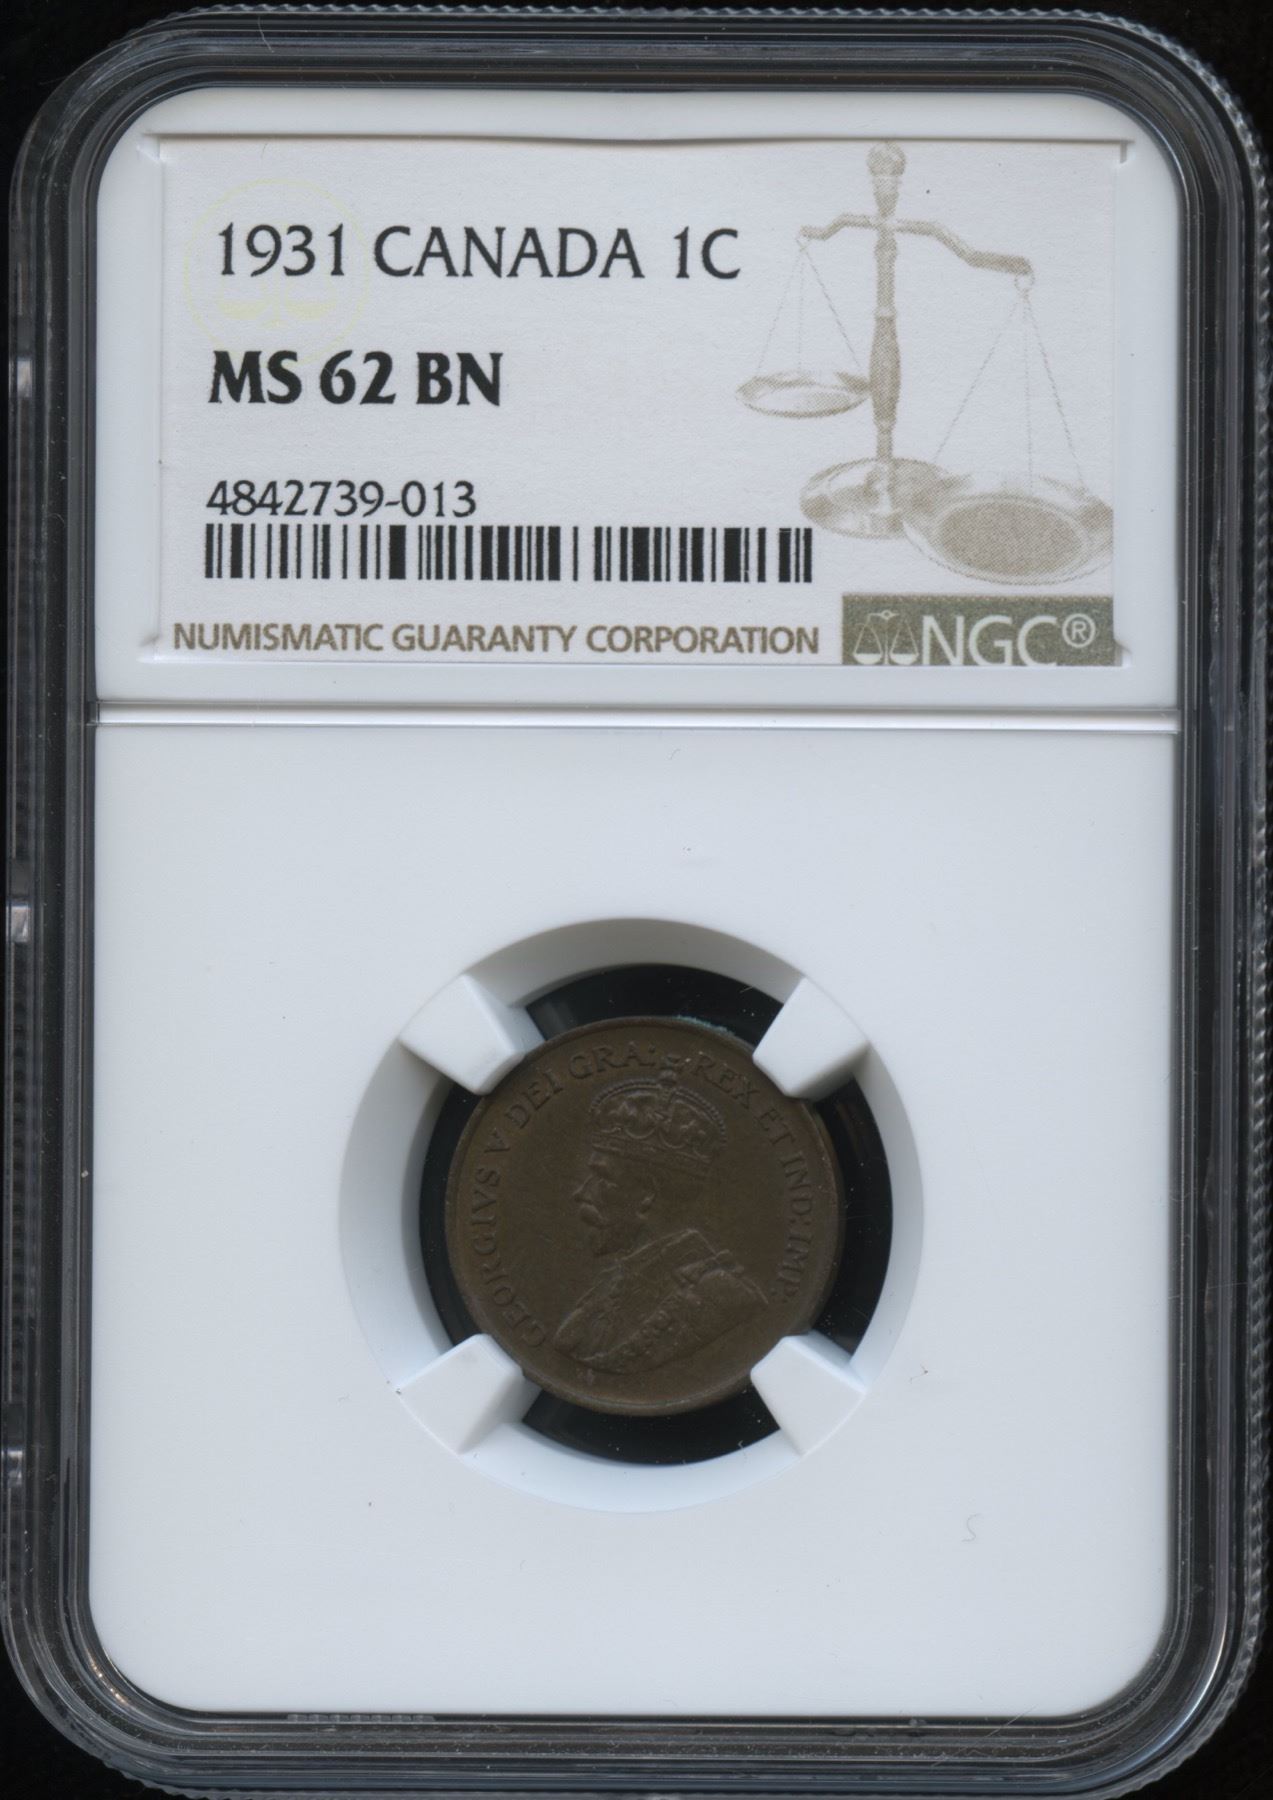 1931 CANADA 1C
MS 62 BN
4842739-013
NUMISMATIC GUARANTY CORPORATION
NGC®
GEORGIVS V DEI GRA: REX ET IND: IMP: